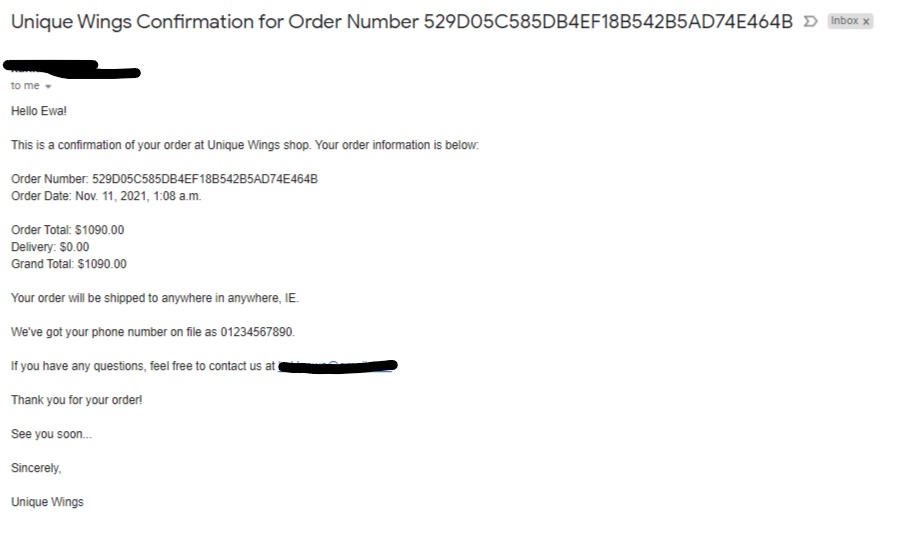 Unique Wings Confirmation for Order Number 529D05C585DB4EF18B542B5AD74E464B Inbox x
to me
Hello Ewa!
This is a confirmation of your order at Unique Wings shop. Your order information is below:
Order Number: 529D05C585DB4EF18B542B5AD74E464B
Order Date: Nov. 11, 2021, 1:08 a.m.
Order Total: $1090.00
Delivery: $0.00
Grand Total: $1090.00
Your order will be shipped to anywhere in anywhere, IE.
We've got your phone number on file as 01234567890.
If you have any questions, feel free to contact us at
Thank you for your order!
See you soon...
Sincerely,
Unique Wings